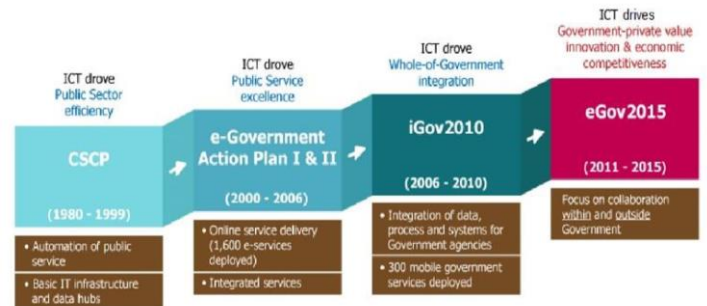 ICT drove
Public Sector
efficiency
CSCP
(1980 - 1999)
• Automation of public
service
• Basic IT infrastructure
and data hubs
ICT drove
Public Service
excellence
e-Government
Action Plan I & II
(2000 - 2006)
• Online service delivery
(1,600 e-services
deployed)
• Integrated services
ICT drove
Whole-of-Government
integration
iGov2010
(2006 - 2010)
• Integration of data,
process and systems for
Government agencies
• 300 mobile government
services deployed
ICT drives
Government-private value
innovation & economic
competitiveness
eGov2015
(2011 - 2015)
Focus on collaboration
within and outside
Government